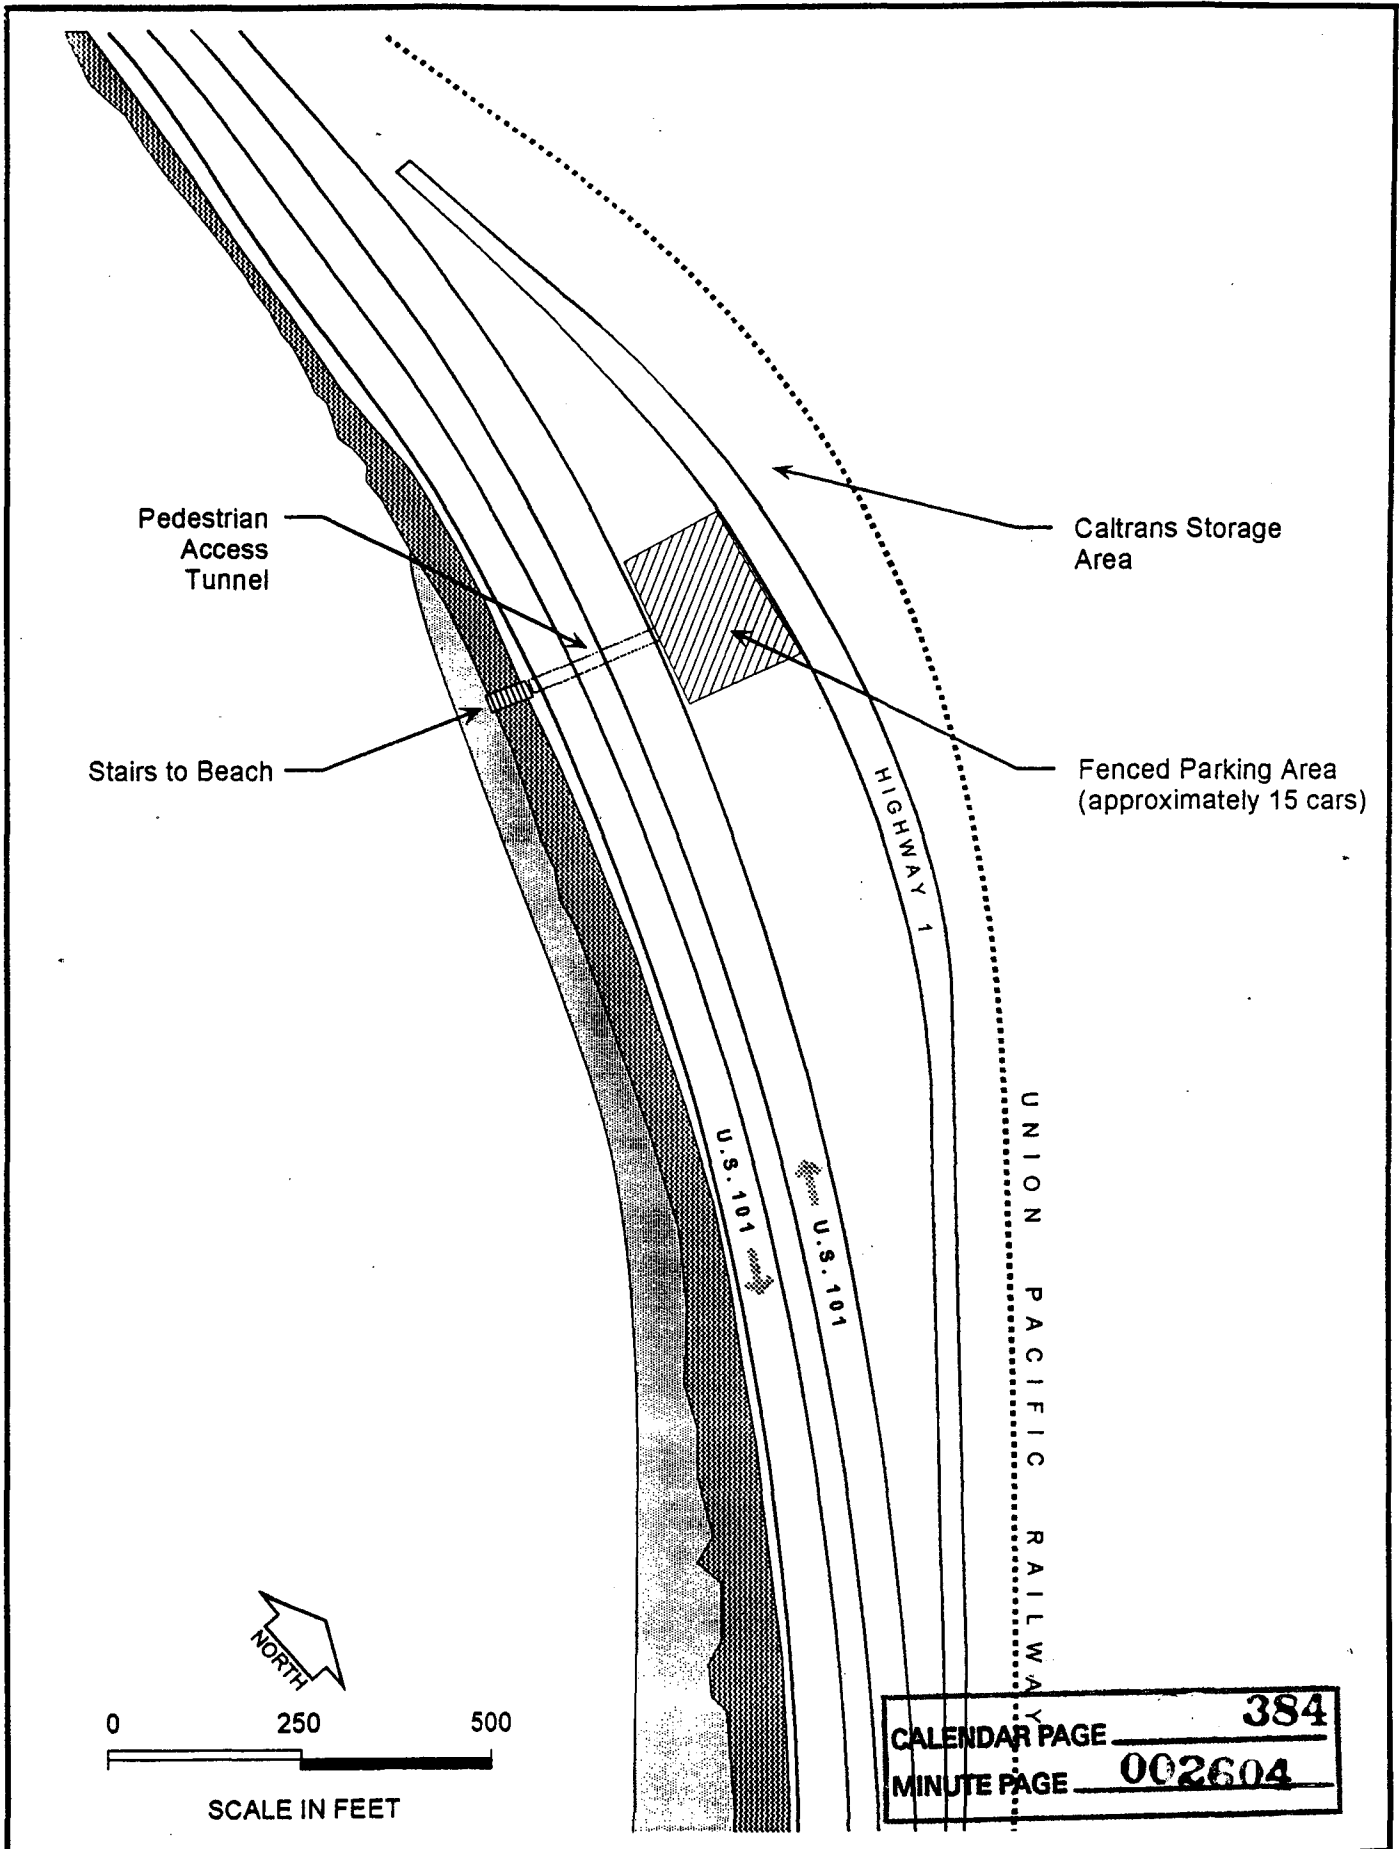 Pedestrian
Access
Tunnel
Caltrans Storage
Area
Stairs to Beach
Fenced Parking Area
(approximately 15 cars)
HIGHWAY 1
UNION PACIFIC RAILWAY
U.S. 101
U.S. 101
NORTH
0 250 500
SCALE IN FEET
CALENDAR PAGE 384
MINUTE PAGE 002604